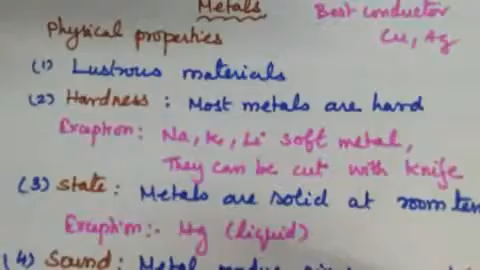 Metals
Best conductor
Physical properties
Cu, Ag
(1) Lustrous materials
(2) Hardness : Most metals are hard
Exception: Na, K, Li soft metal,
They can be cut with knife
(3) State: Metals are solid at room tem
Exception:- Hg (liquid)
(4) Sound: Metal